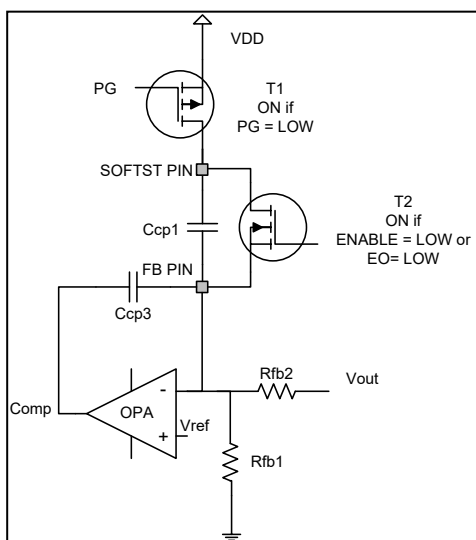 VDD
PG
T1
ON if
PG = LOW
SOFTST PIN
Ccp1
T2
ON if
ENABLE = LOW or
EO= LOW
FB PIN
Ccp3
Rfb2
Vout
Comp
OPA
-
Vref
+
Rfb1